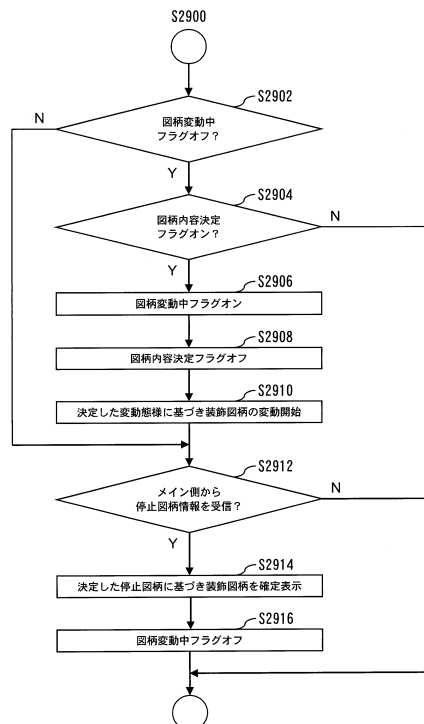 S2900
S2902
N
図柄変動中
フラグオフ？
Y
S2904
図柄内容決定
フラグオン？
N
Y
S2906
図柄変動中フラグオン
S2908
図柄内容決定フラグオフ
S2910
決定した変動態様に基づき装飾図柄の変動開始
S2912
メイン側から
停止図柄情報を受信？
N
Y
S2914
決定した停止図柄に基づき装飾図柄を確定表示
S2916
図柄変動中フラグオフ